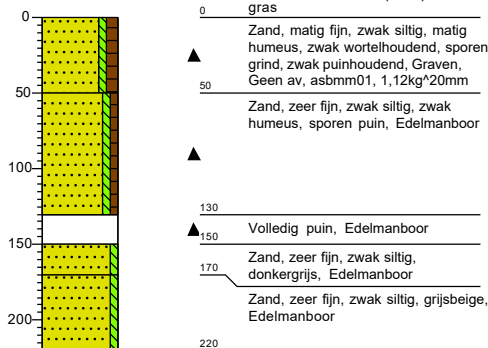 0
gras
0
Zand, matig fijn, zwak siltig, matig
humeus, zwak wortelhoudend, sporen
grind, zwak puinhoudend, Graven,
Geen av, asbmm01, 1,12kg^20mm
50
50
Zand, zeer fijn, zwak siltig, zwak
humeus, sporen puin, Edelmanboor
100
130
Volledig puin, Edelmanboor
150
150
Zand, zeer fijn, zwak siltig,
donkergrijs, Edelmanboor
170
Zand, zeer fijn, zwak siltig, grijsbeige,
Edelmanboor
200
220